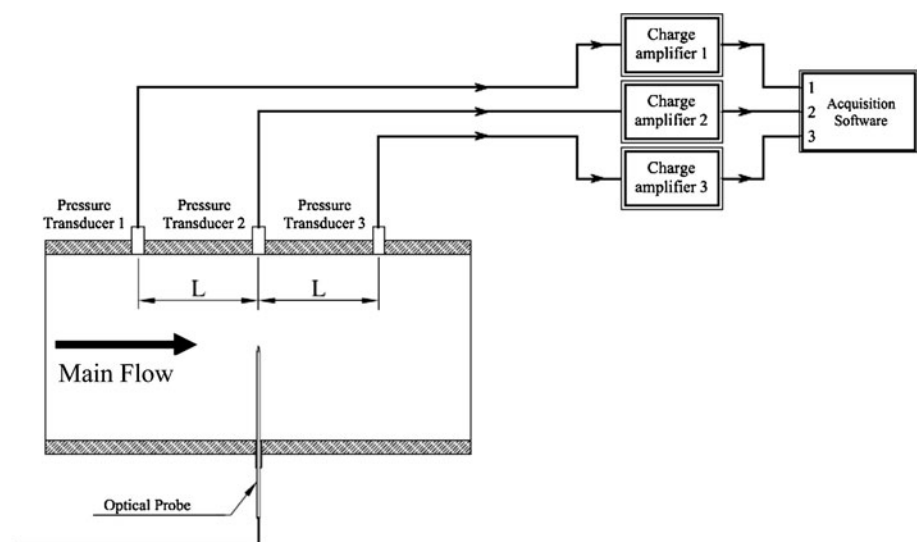 Charge
amplifier 1
Charge
amplifier 2
Charge
amplifier 3
1
2
3
Acquisition
Software
Pressure
Transducer 1
Pressure
Transducer 2
Pressure
Transducer 3
L
L
Main Flow
Optical Probe